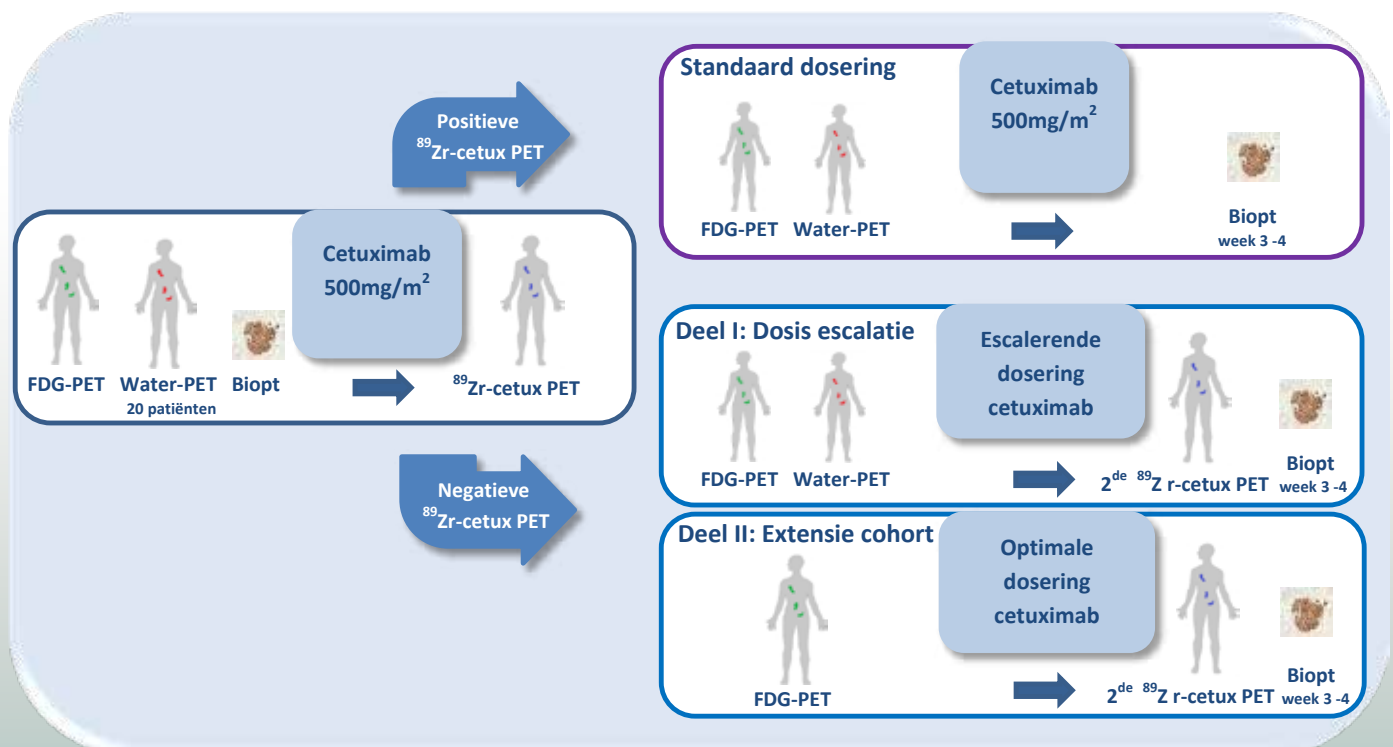 FDG-PET
Water-PET
20 patiënten
Biopt
Cetuximab
500mg/m²
⁸⁹Zr-cetux PET
Positieve
⁸⁹Zr-cetux PET
Negatieve
⁸⁹Zr-cetux PET
Standaard dosering
FDG-PET
Water-PET
Cetuximab
500mg/m²
Biopt
week 3 -4
Deel I: Dosis escalatie
FDG-PET
Water-PET
Escalerende
dosering
cetuximab
2ᵈᵉ ⁸⁹Z r-cetux PET
Biopt
week 3 -4
Deel II: Extensie cohort
FDG-PET
Optimale
dosering
cetuximab
2ᵈᵉ ⁸⁹Z r-cetux PET
Biopt
week 3 -4